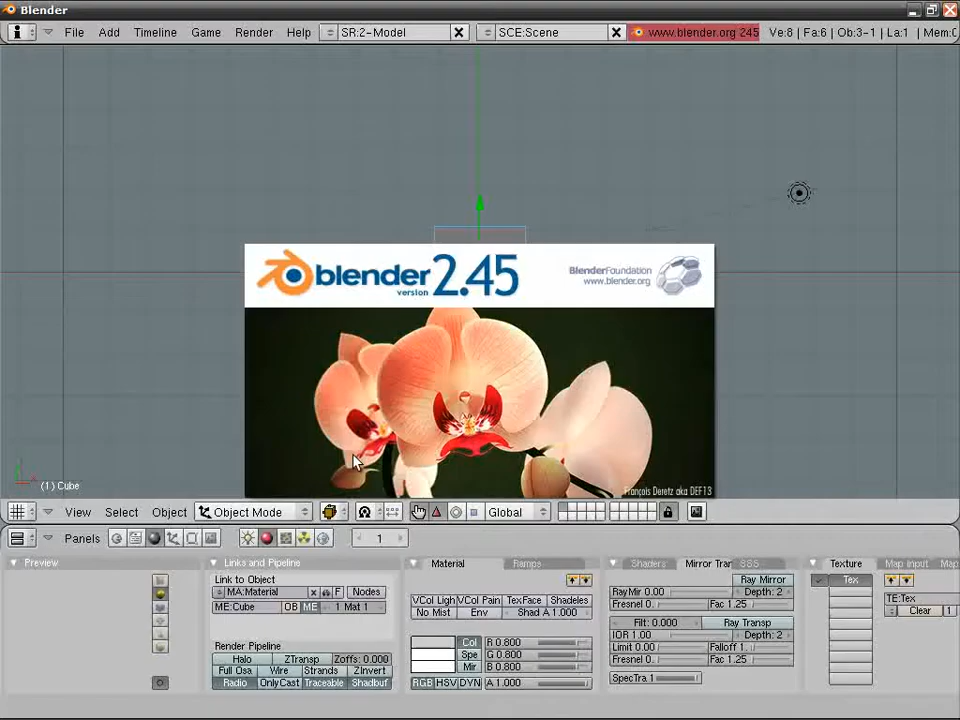 Blender
File Add Timeline Game Render Help SR:2-Model SCE:Scene www.blender.org 245 Ve:8 | Fa:6 | Ob:3-1 | La:1 | Mem:0
blender 2.45
version
BlenderFoundation
www.blender.org
François Deretz aka DEF13
(1) Cube
View Select Object Object Mode Global
Panels 1
Preview
Links and Pipeline
Link to Object
MA:Material F Nodes
ME:Cube OB ME 1 Mat 1
Render Pipeline
Halo ZTransp Zoffs: 0.000
Full Osa Wire Strands ZInvert
Radio OnlyCast Traceable Shadbuf
Material Ramps
VCol Ligh VCol Pain TexFace Shadeles
No Mist Env Shad A 1.000
Col R 0.800
Spe G 0.800
Mir B 0.800
RGB HSV DYN A 1.000
Shaders Mirror Tran SSS
Ray Mirror
RayMir 0.00 Depth: 2
Fresnel 0. Fac 1.25
Filt: 0.000 Ray Transp
IOR 1.00 Depth: 2
Limit 0.00 Falloff 1.
Fresnel 0. Fac 1.25
SpecTra 1
Texture Map Input Map
Tex
TE:Tex
Clear 1